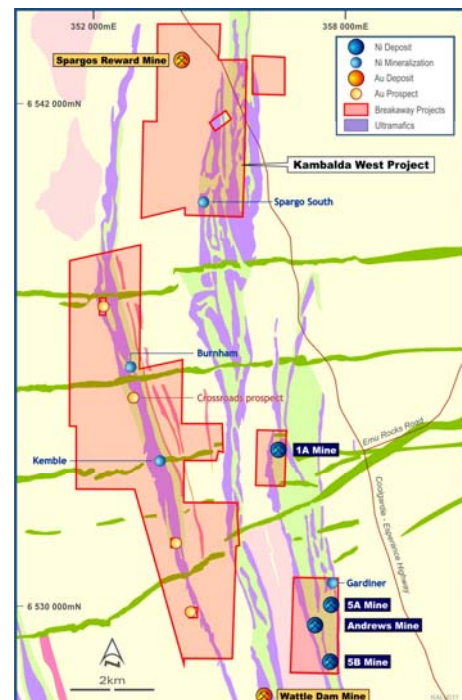 352 000mE
358 000mE
Ni Deposit
Ni Mineralization
Au Deposit
Au Prospect
Breakaway Projects
Ultramafics
Spargos Reward Mine
6 542 000mN
Kambalda West Project
Spargo South
Burnham
Crossroads prospect
Emu Rocks Road
1A Mine
Kemble
Coolgardie - Esperance Highway
Gardiner
5A Mine
6 530 000mN
Andrews Mine
5B Mine
2km
Wattle Dam Mine